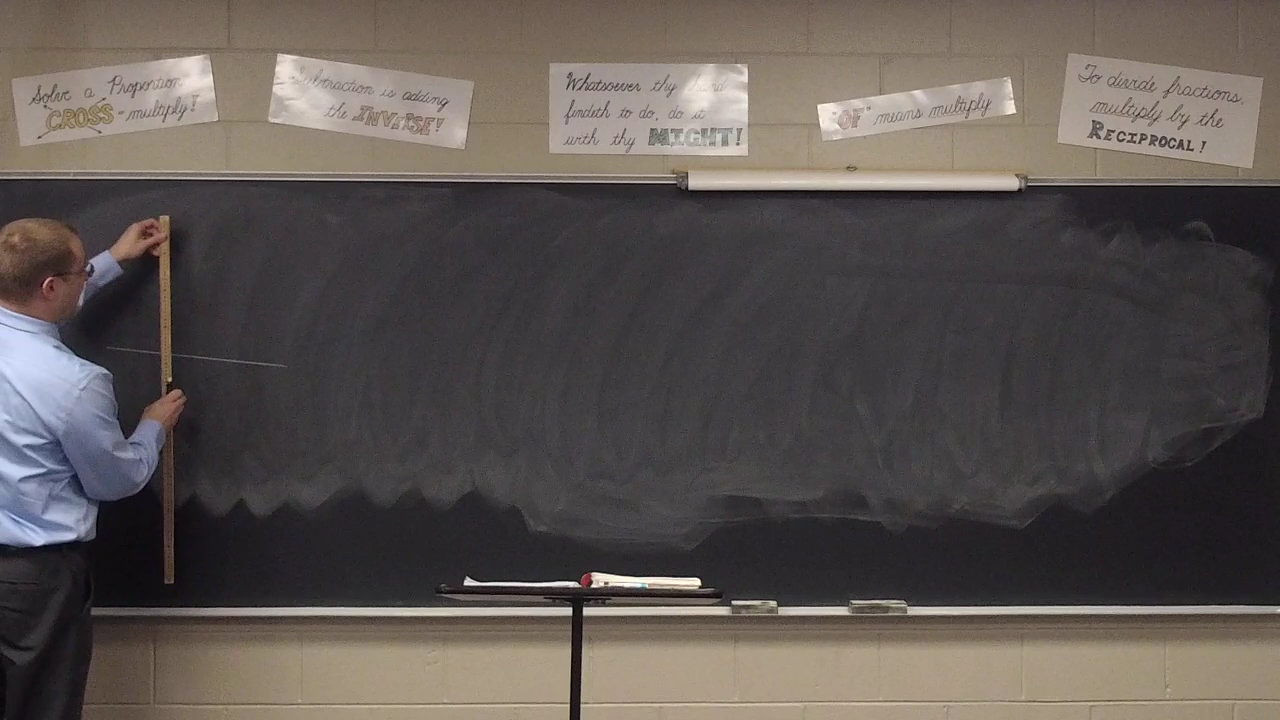 Solve a Proportion
CROSS-multiply!
Subtraction is adding
the INVERSE!
Whatsoever thy hand
findeth to do, do it
with thy MIGHT!
"OF" means multiply
To divide fractions,
multiply by the
RECIPROCAL!